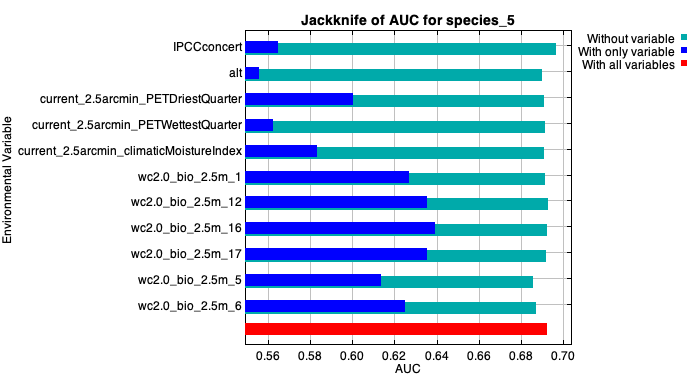 Jackknife of AUC for species_5
Without variable
With only variable
With all variables
Environmental Variable
IPCCconcert
alt
current_2.5arcmin_PETDriestQuarter
current_2.5arcmin_PETWettestQuarter
current_2.5arcmin_climaticMoistureIndex
wc2.0_bio_2.5m_1
wc2.0_bio_2.5m_12
wc2.0_bio_2.5m_16
wc2.0_bio_2.5m_17
wc2.0_bio_2.5m_5
wc2.0_bio_2.5m_6
0.56 0.58 0.60 0.62 0.64 0.66 0.68 0.70
AUC